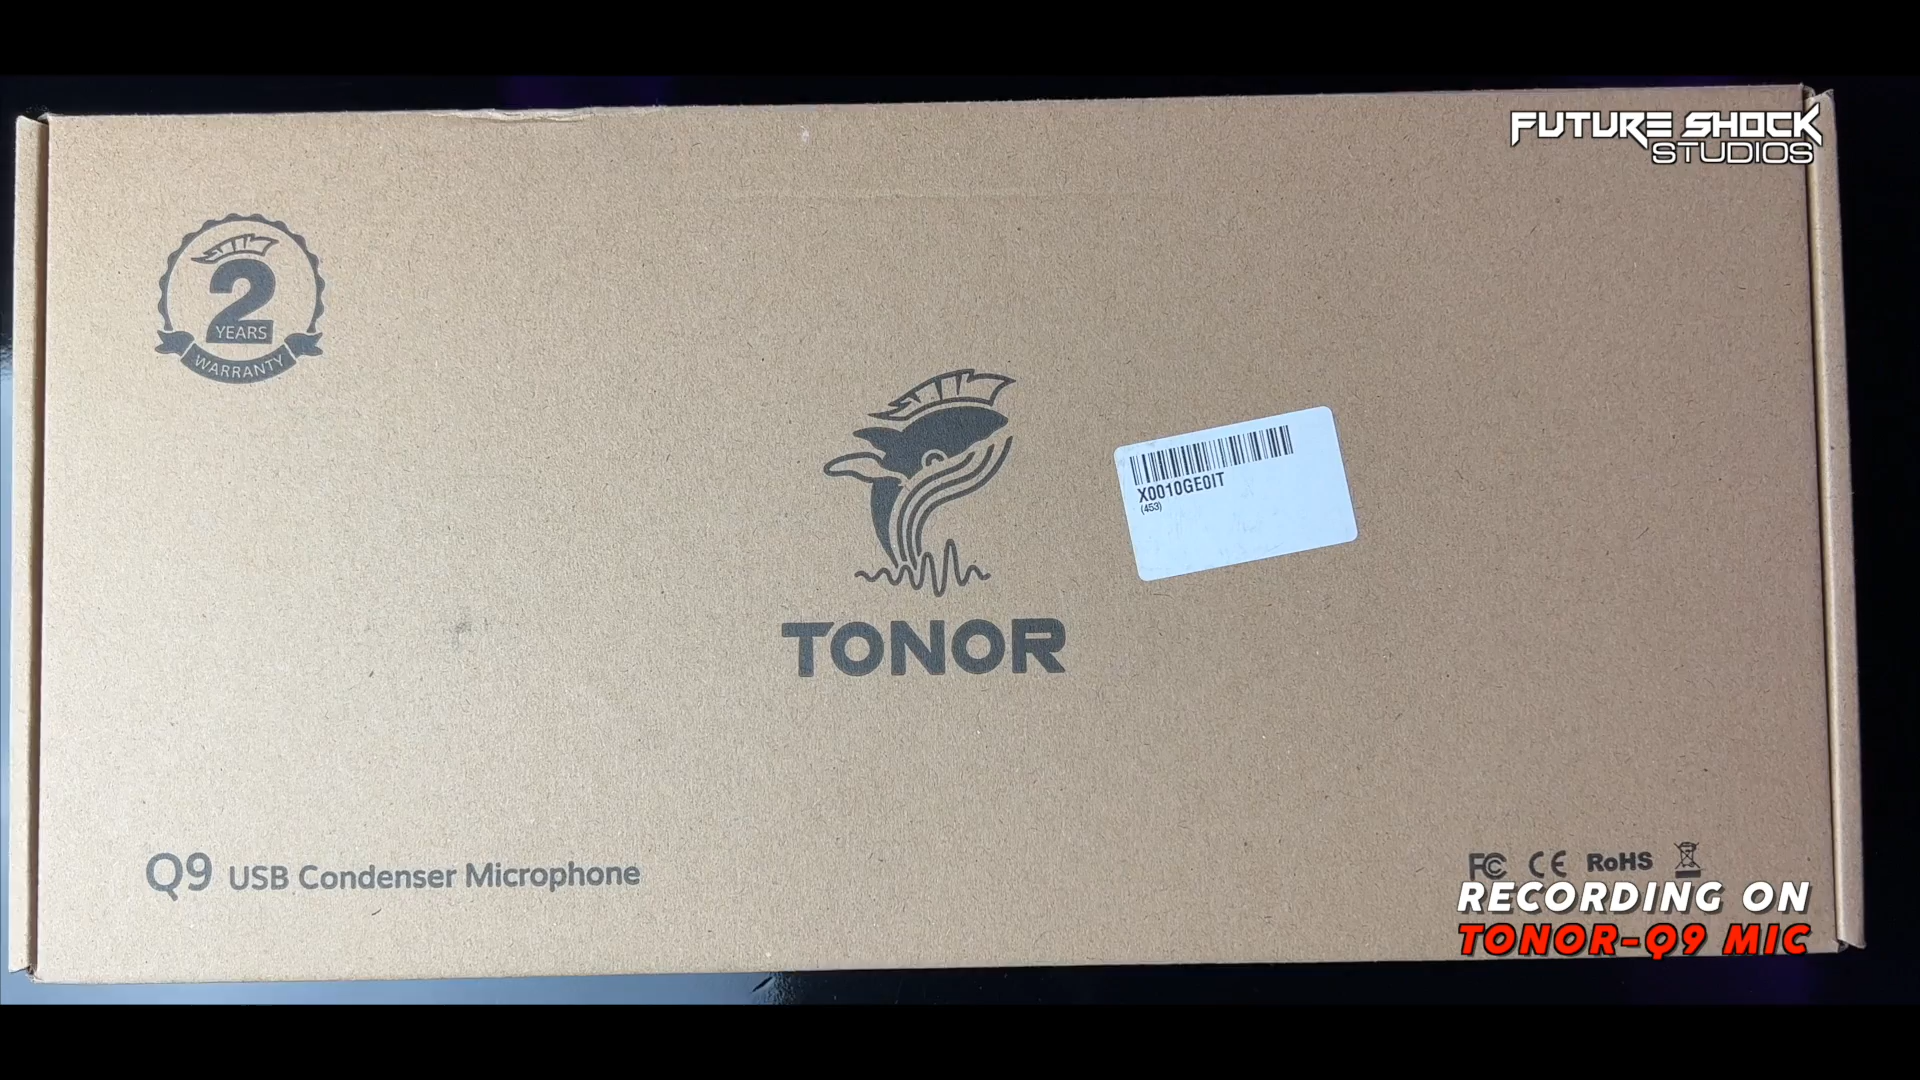 FUTURE SHOCK
STUDIOS
2
YEARS
WARRANTY
X0010GE0IT
(453)
TONOR
Q9 USB Condenser Microphone
FC CE RoHS
RECORDING ON
TONOR-Q9 MIC